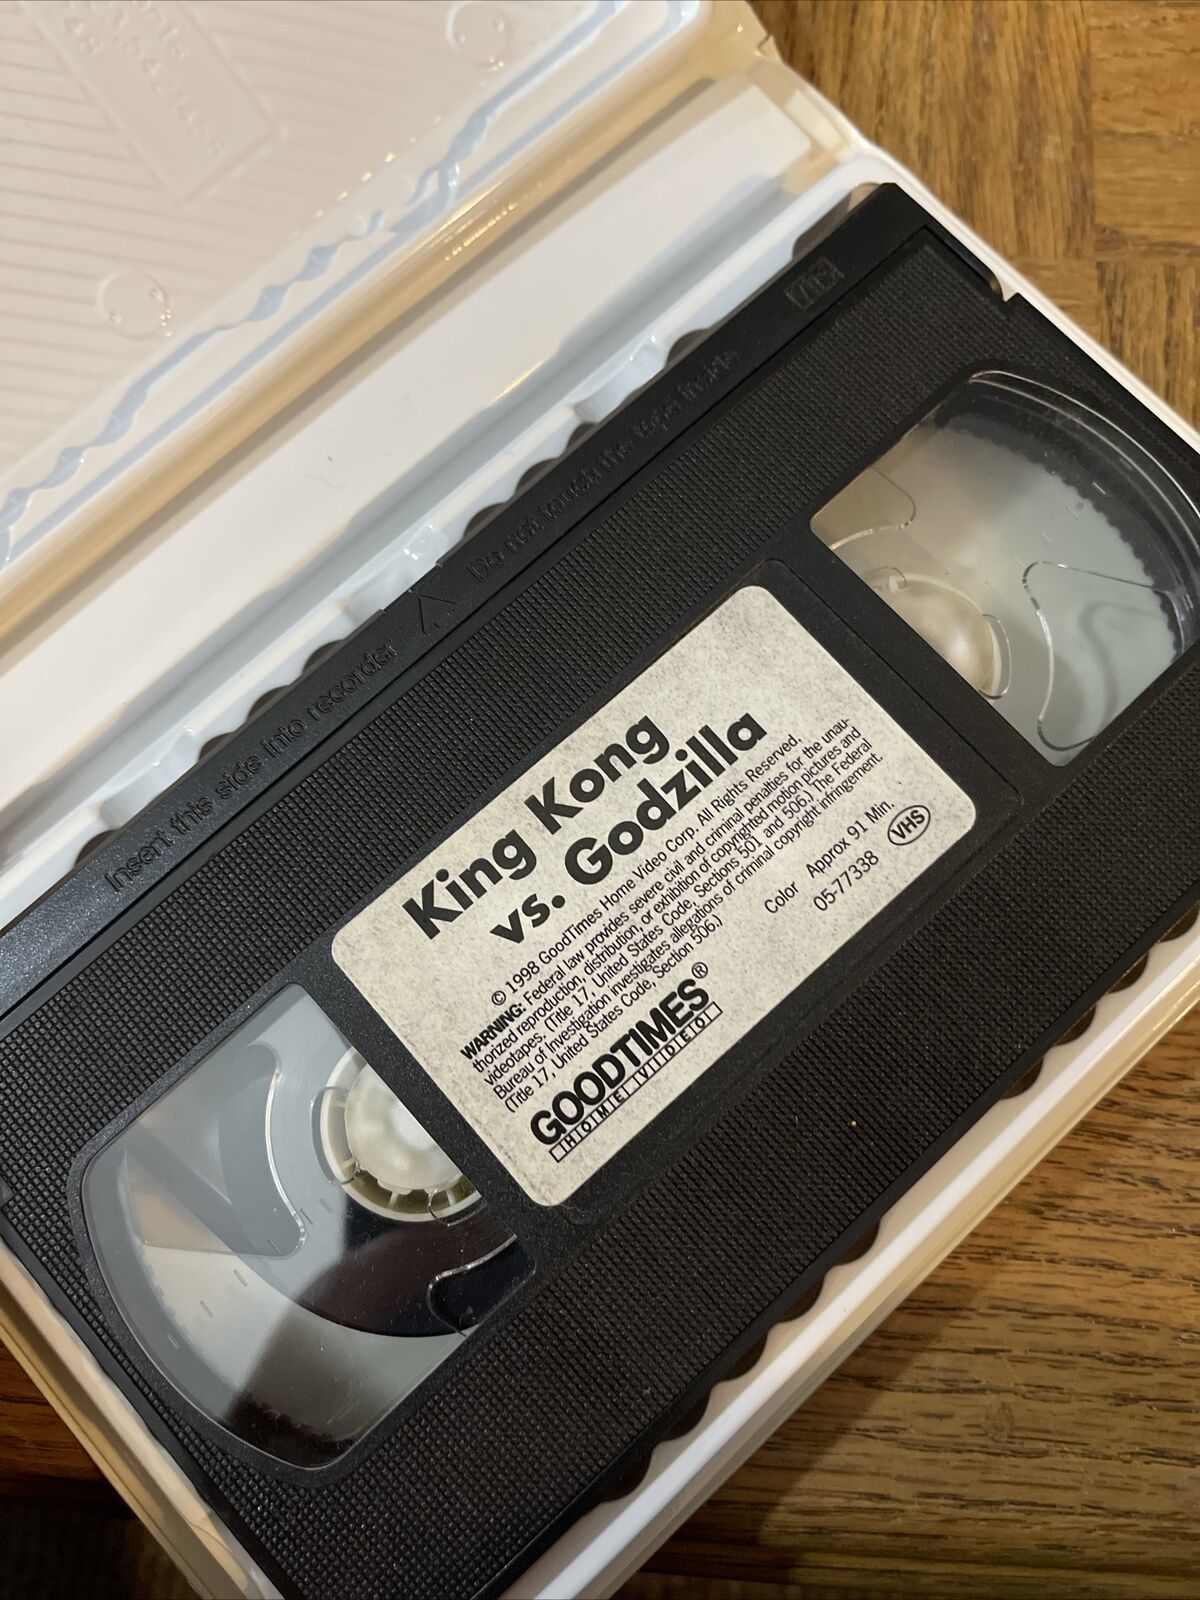 Insert this side into recorder
Do not touch the tape inside
VHS
King Kong
vs. Godzilla
© 1998 GoodTimes Home Video Corp. All Rights Reserved.
WARNING: Federal law provides severe civil and criminal penalties for the unau-
thorized reproduction, distribution, or exhibition of copyrighted motion pictures and
videotapes. (Title 17, United States Code, Sections 501 and 506.) The Federal
Bureau of Investigation investigates allegations of criminal copyright infringement.
(Title 17, United States Code, Section 506.)
Color Approx 91 Min.
05-77338 VHS
GOODTIMES®
HOME VIDEO